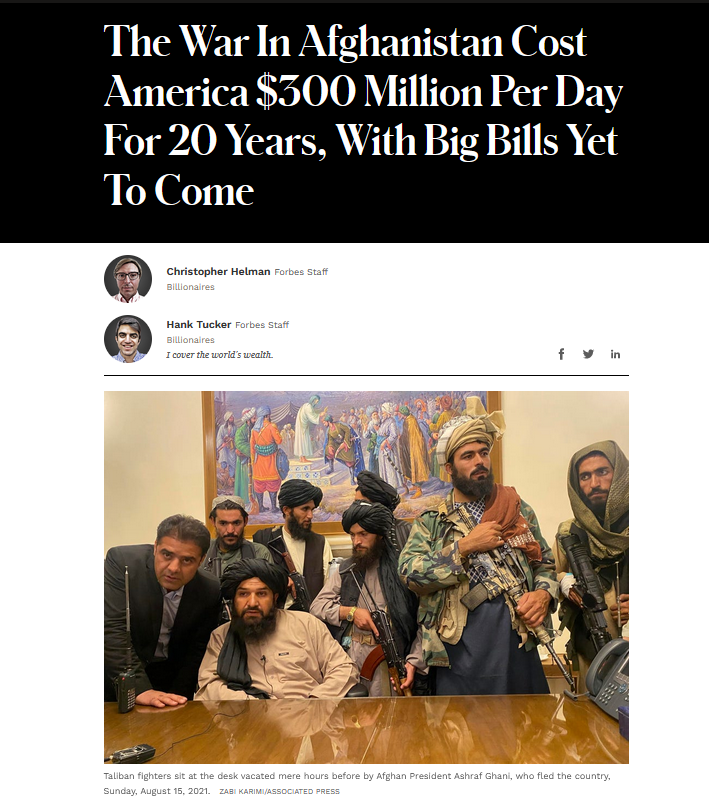 The War In Afghanistan Cost
America $300 Million Per Day
For 20 Years, With Big Bills Yet
To Come
Christopher Helman Forbes Staff
Billionaires
Hank Tucker Forbes Staff
Billionaires
I cover the world's wealth.
Taliban fighters sit at the desk vacated mere hours before by Afghan President Ashraf Ghani, who fled the country,
Sunday, August 15, 2021. ZABI KARIMI/ASSOCIATED PRESS